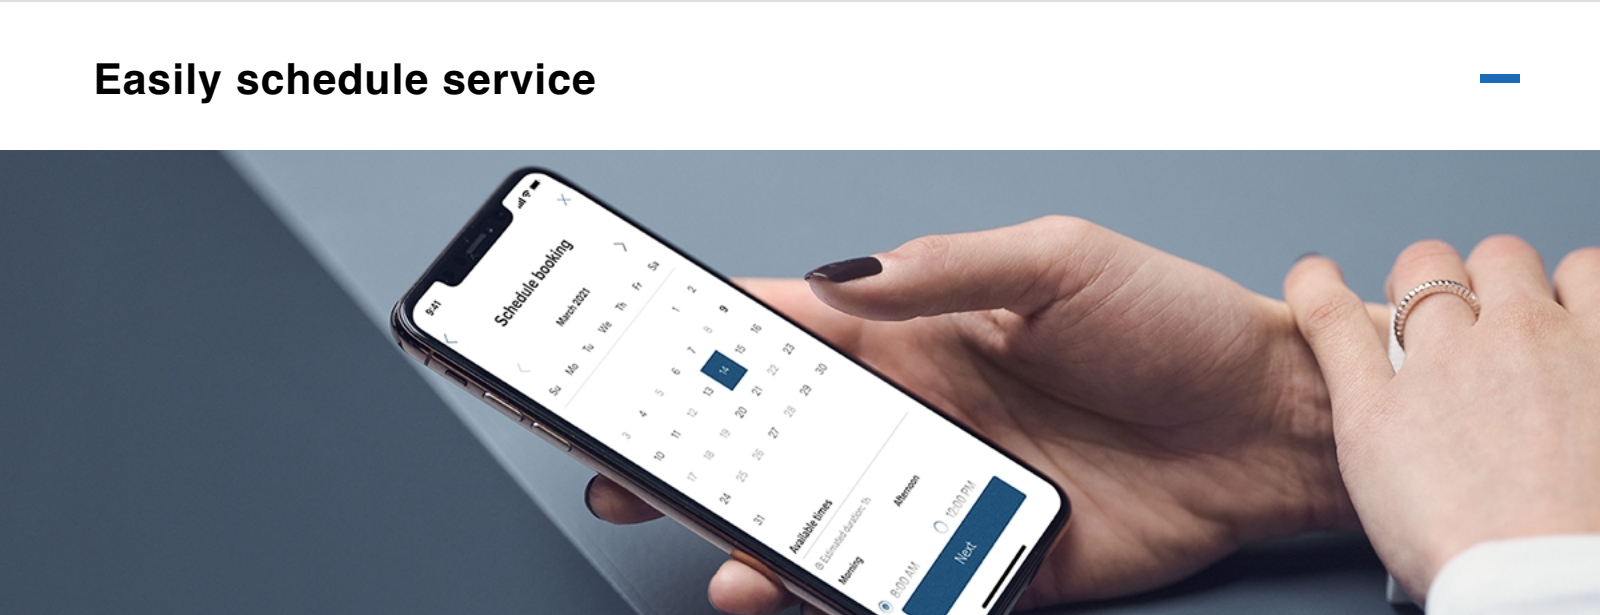 Easily schedule service
9:41
Schedule booking
March 2021
Su Mo Tu We Th Fr Sa
1 2
3 4 5 6 7 8 9
10 11 12 13 14 15 16
17 18 19 20 21 22 23
24 25 26 27 28 29 30
31
Available times
Estimated duration: 1h
Morning Afternoon
8:00 AM 12:00 PM
Next